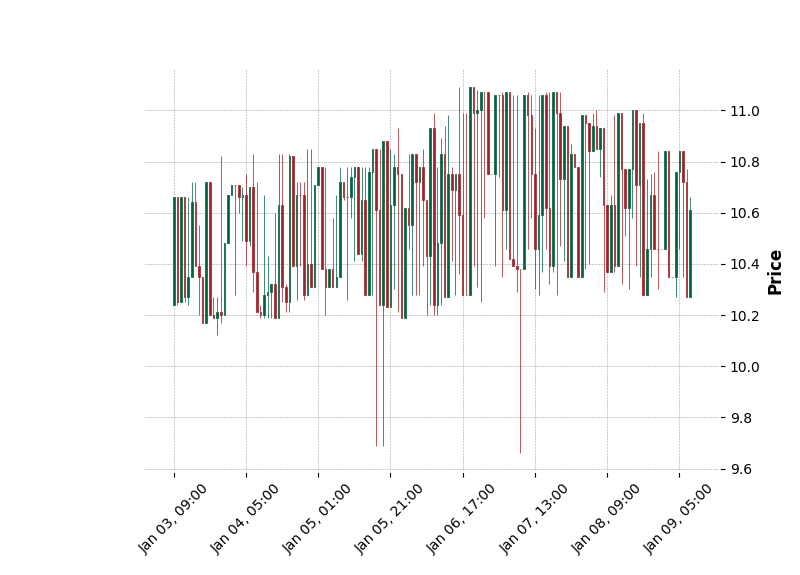 11.0
10.8
10.6
10.4
10.2
10.0
9.8
9.6
Price
Jan 03, 09:00
Jan 04, 05:00
Jan 05, 01:00
Jan 05, 21:00
Jan 06, 17:00
Jan 07, 13:00
Jan 08, 09:00
Jan 09, 05:00